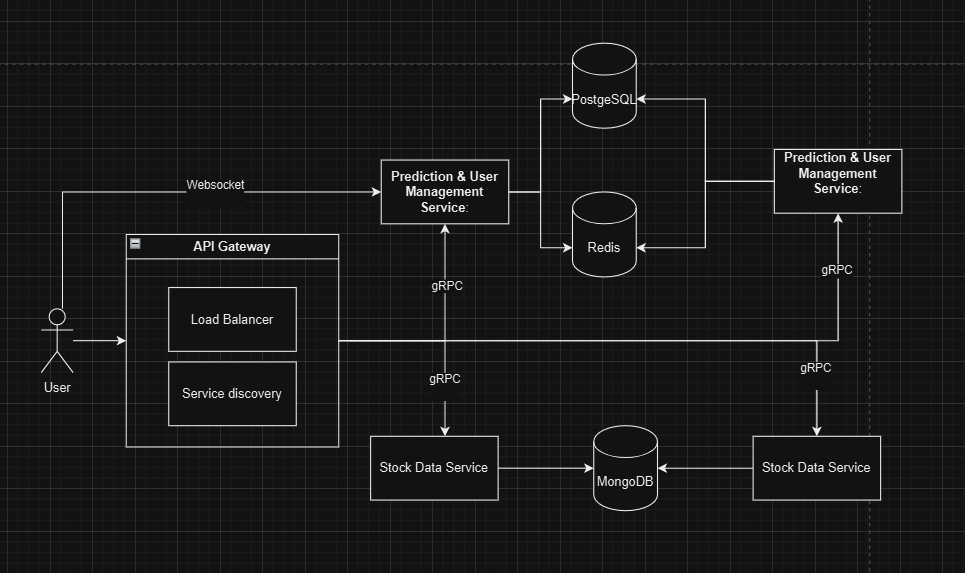 PostgeSQL
Prediction & User
Management
Service:
Prediction & User
Management
Service:
Websocket
API Gateway
Redis
gRPC
gRPC
Load Balancer
User
gRPC
gRPC
Service discovery
Stock Data Service
MongoDB
Stock Data Service